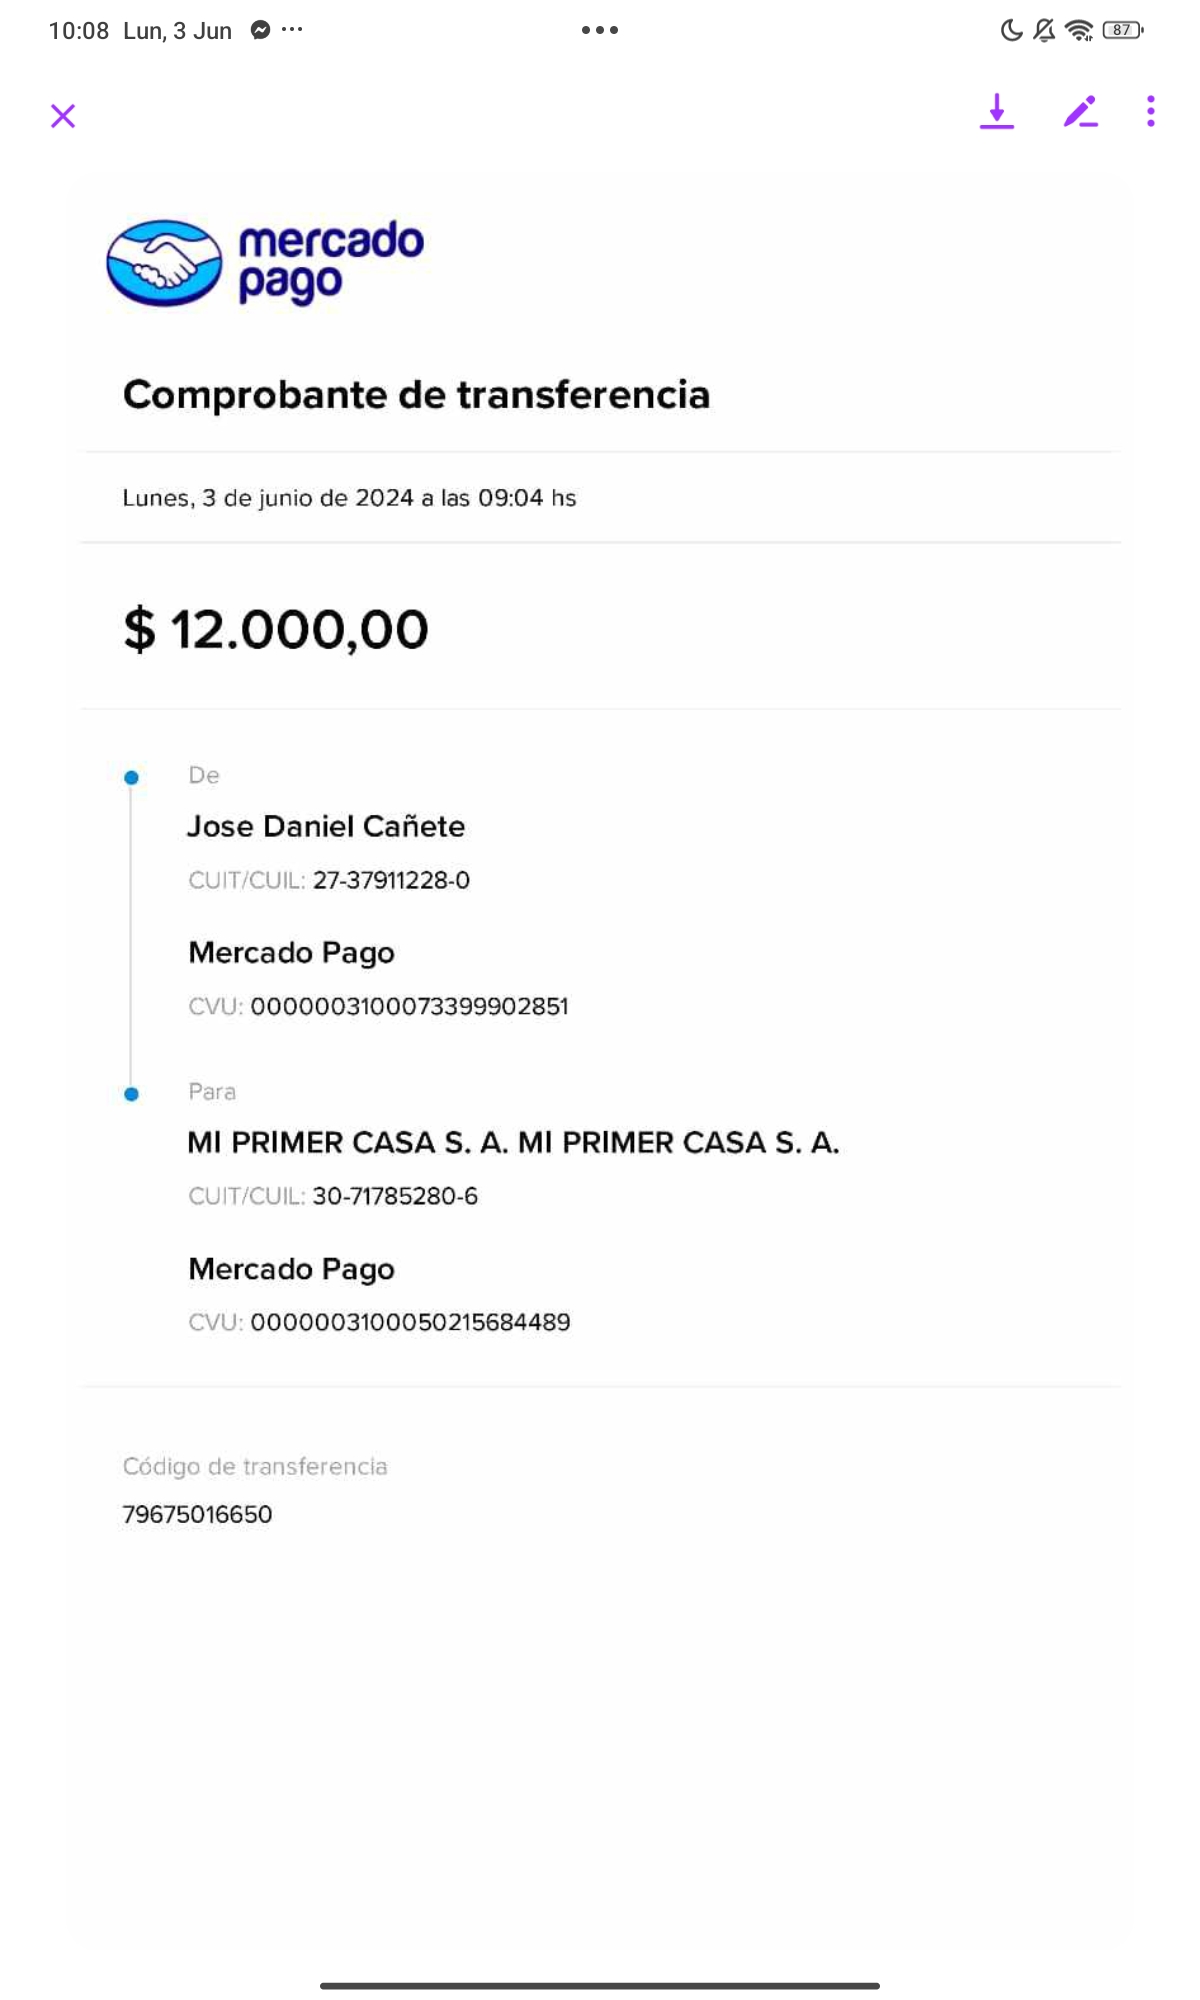 10:08 Lun, 3 Jun
87
mercado
pago
Comprobante de transferencia
Lunes, 3 de junio de 2024 a las 09:04 hs
$ 12.000,00
De
Jose Daniel Cañete
CUIT/CUIL: 27-37911228-0
Mercado Pago
CVU: 0000003100073399902851
Para
MI PRIMER CASA S. A. MI PRIMER CASA S. A.
CUIT/CUIL: 30-71785280-6
Mercado Pago
CVU: 0000003100050215684489
Código de transferencia
79675016650